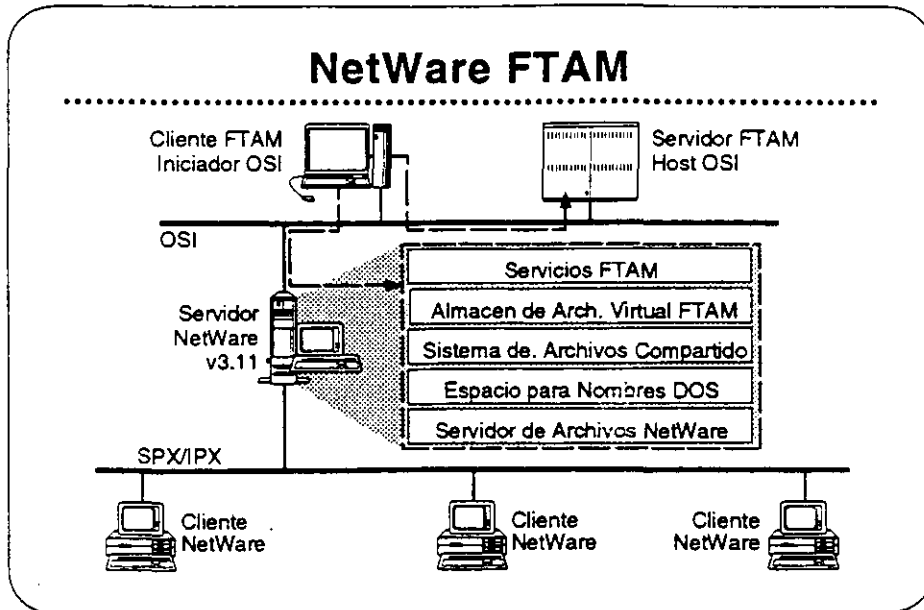 NetWare FTAM
Cliente FTAM
Iniciador OSI
Servidor FTAM
Host OSI
OSI
Servidor
NetWare
v3.11
Servicios FTAM
Almacen de Arch. Virtual FTAM
Sistema de. Archivos Compartido
Espacio para Nombres DOS
Servidor de Archivos NetWare
SPX/IPX
Cliente
NetWare
Cliente
NetWare
Cliente
NetWare